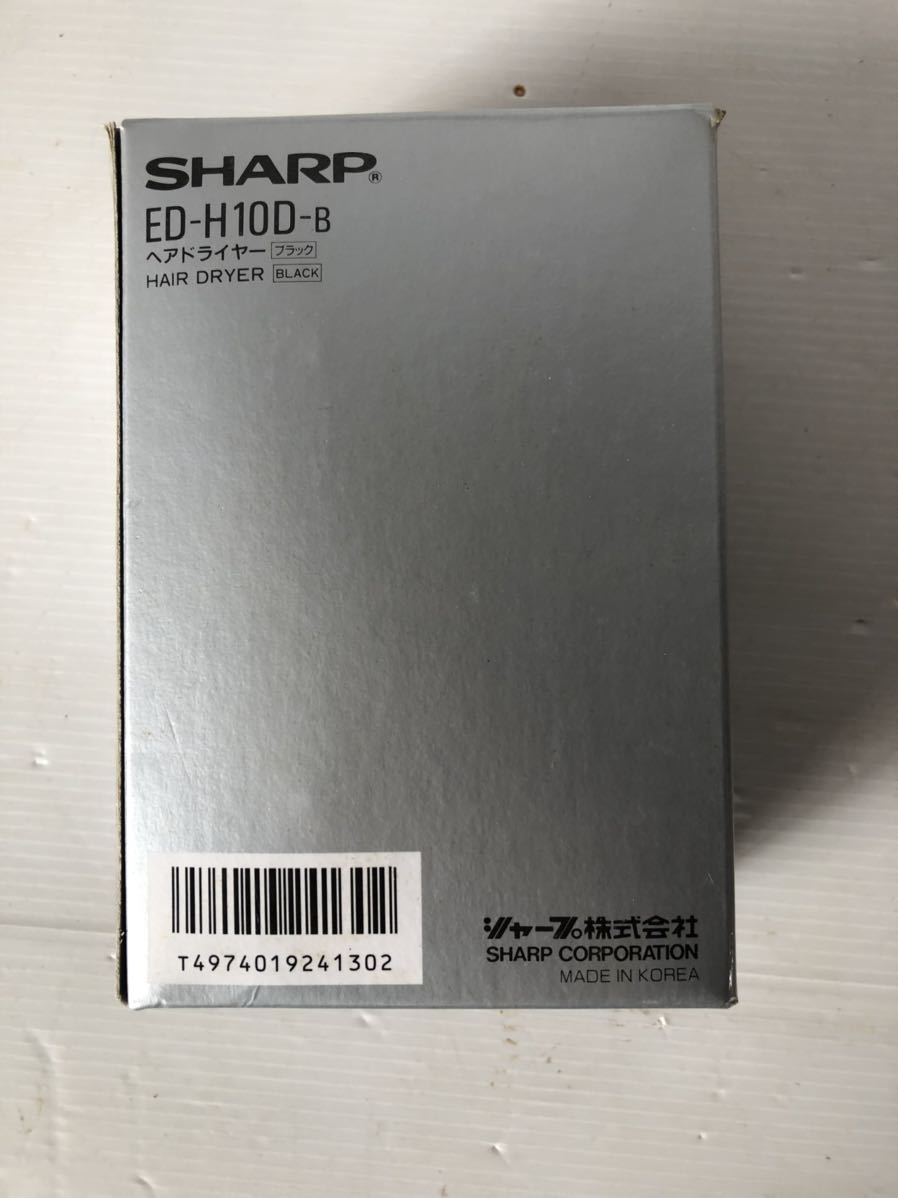 SHARP®
ED-H10D-B
ヘアドライヤー ブラック
HAIR DRYER BLACK
T4974019241302
シャープ株式会社
SHARP CORPORATION
MADE IN KOREA